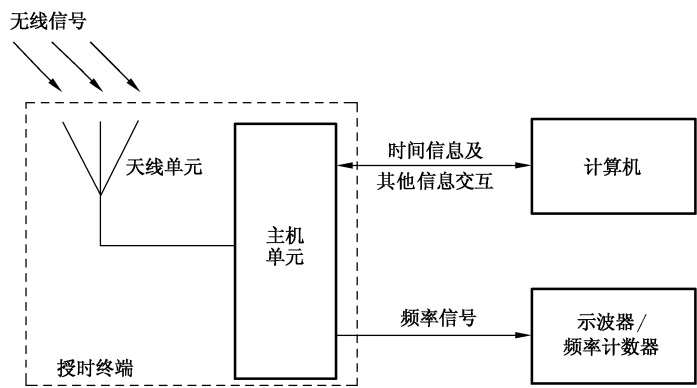 无线信号
天线单元
主机
单元
授时终端
时间信息及
其他信息交互
计算机
频率信号
示波器/
频率计数器